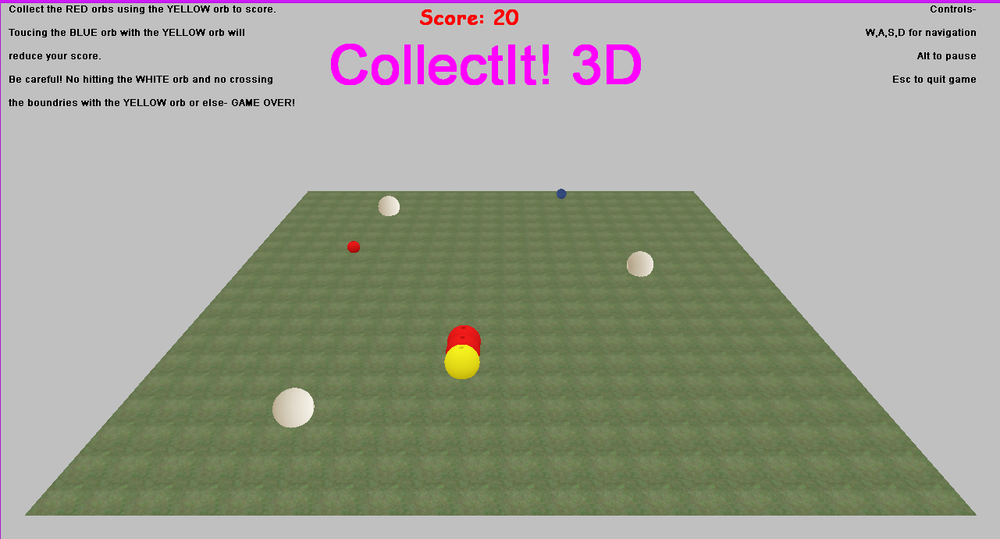 Collect the RED orbs using the YELLOW orb to score.
Toucing the BLUE orb with the YELLOW orb will
reduce your score.
Be careful! No hitting the WHITE orb and no crossing
the boundries with the YELLOW orb or else- GAME OVER!
Score: 20
CollectIt! 3D
Controls-
W,A,S,D for navigation
Alt to pause
Esc to quit game